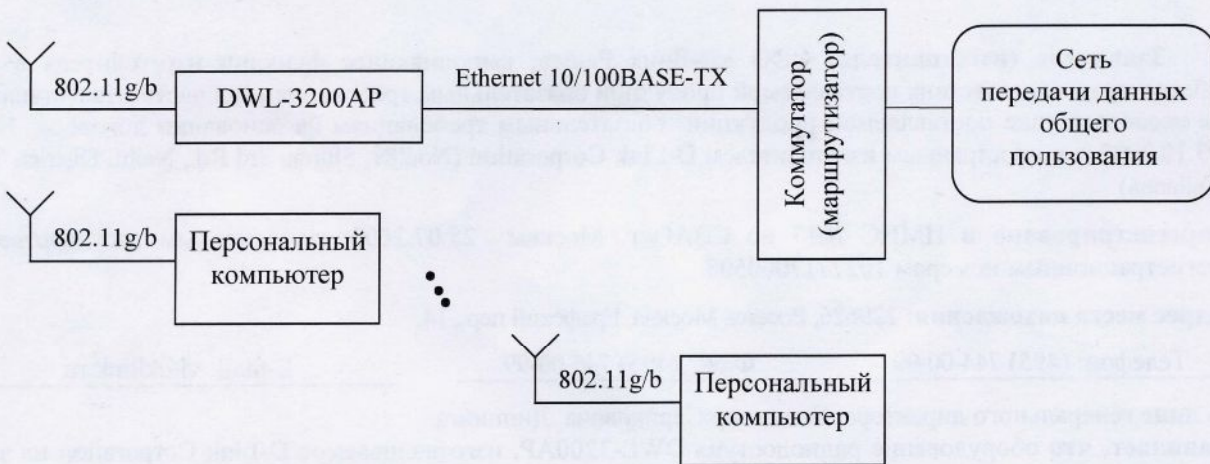 802.11g/b
DWL-3200AP
Ethernet 10/100BASE-TX
Коммутатор
(маршрутизатор)
Сеть
передачи данных
общего
пользования
802.11g/b
Персональный
компьютер
802.11g/b
Персональный
компьютер